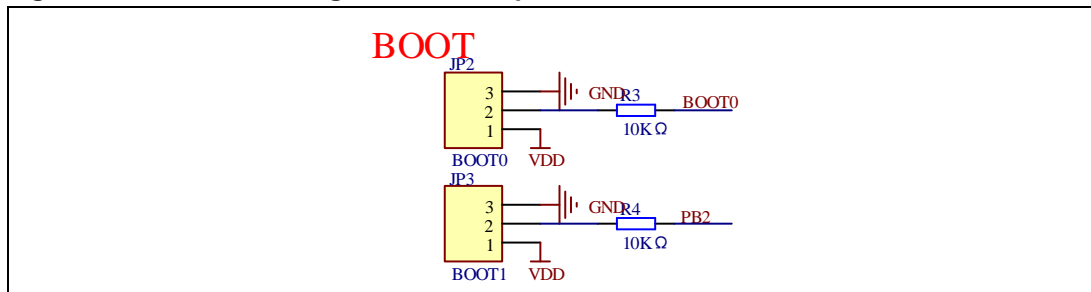 BOOT
JP2
3
GND
R3
BOOT0
2
1
10KΩ
BOOT0
VDD
JP3
3
GND
R4
PB2
2
1
10KΩ
BOOT1
VDD